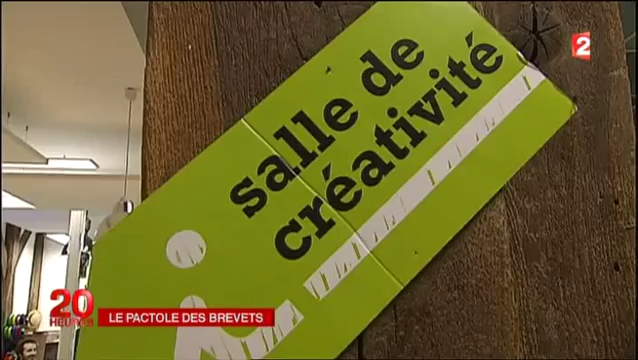 2
salle de
créativité
20
HEURES
LE PACTOLE DES BREVETS